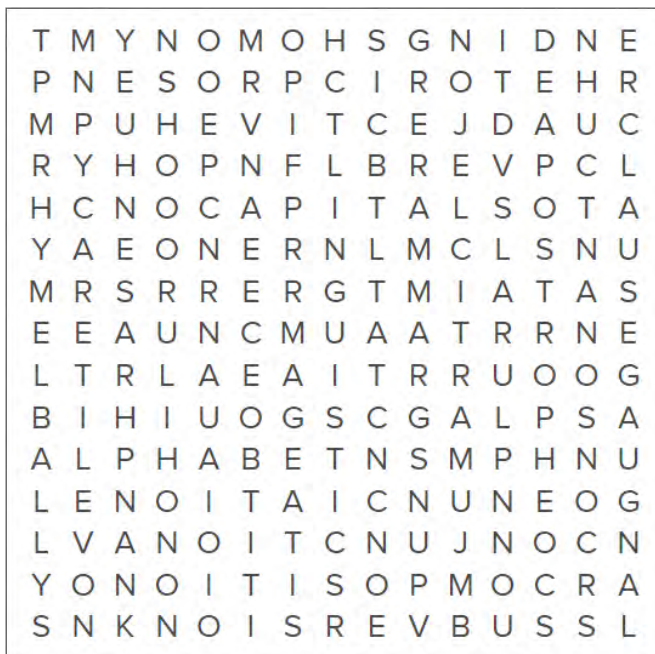 T M Y N O M O H S G N I D N E
P N E S O R P C I R O T E H R
M P U H E V I T C E J D A U C
R Y H O P N F L B R E V P C L
H C N O C A P I T A L S O T A
Y A E O N E R N L M C L S N U
M R S R R E R G T M I A T A S
E E A U N C M U A A T R R N E
L T R L A E A I T R R U O O G
B I H I U O G S C G A L P S A
A L P H A B E T N S M P H N U
L E N O I T A I C N U N E O G
L V A N O I T C N U J N O C N
Y O N O I T I S O P M O C R A
S N K N O I S R E V B U S S L